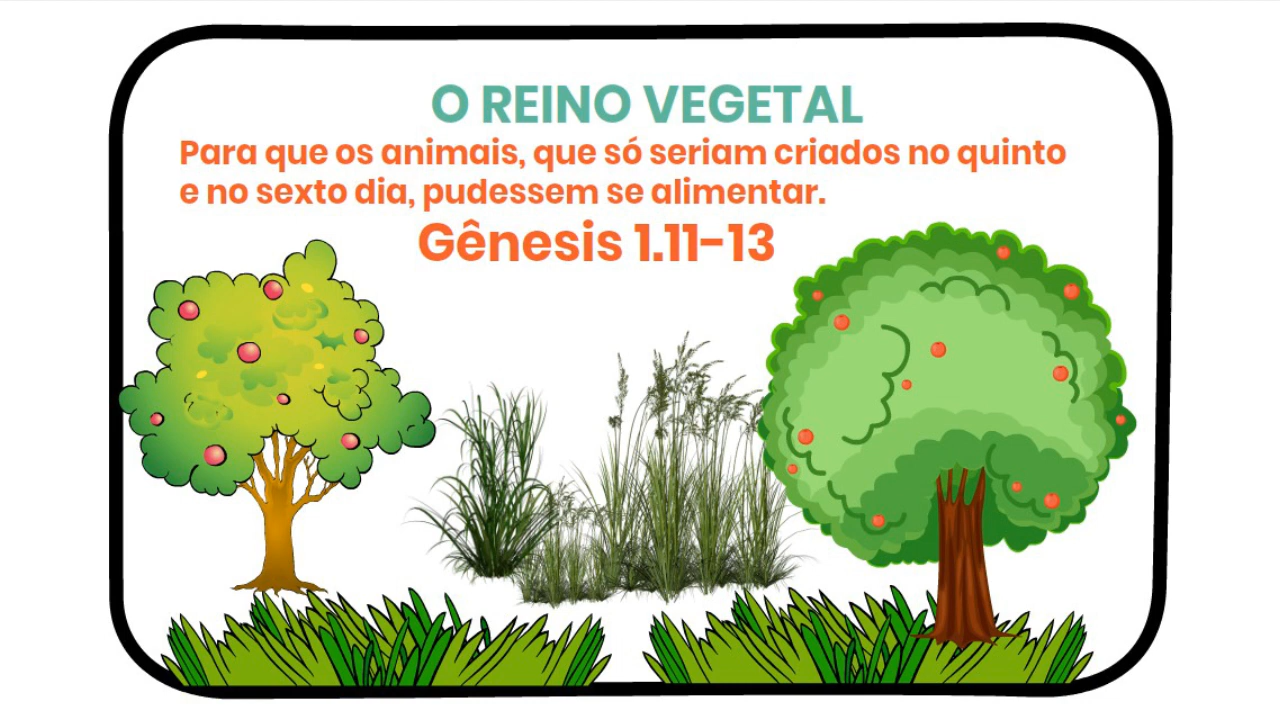 O REINO VEGETAL
Para que os animais, que só seriam criados no quinto
e no sexto dia, pudessem se alimentar.
Gênesis 1.11-13